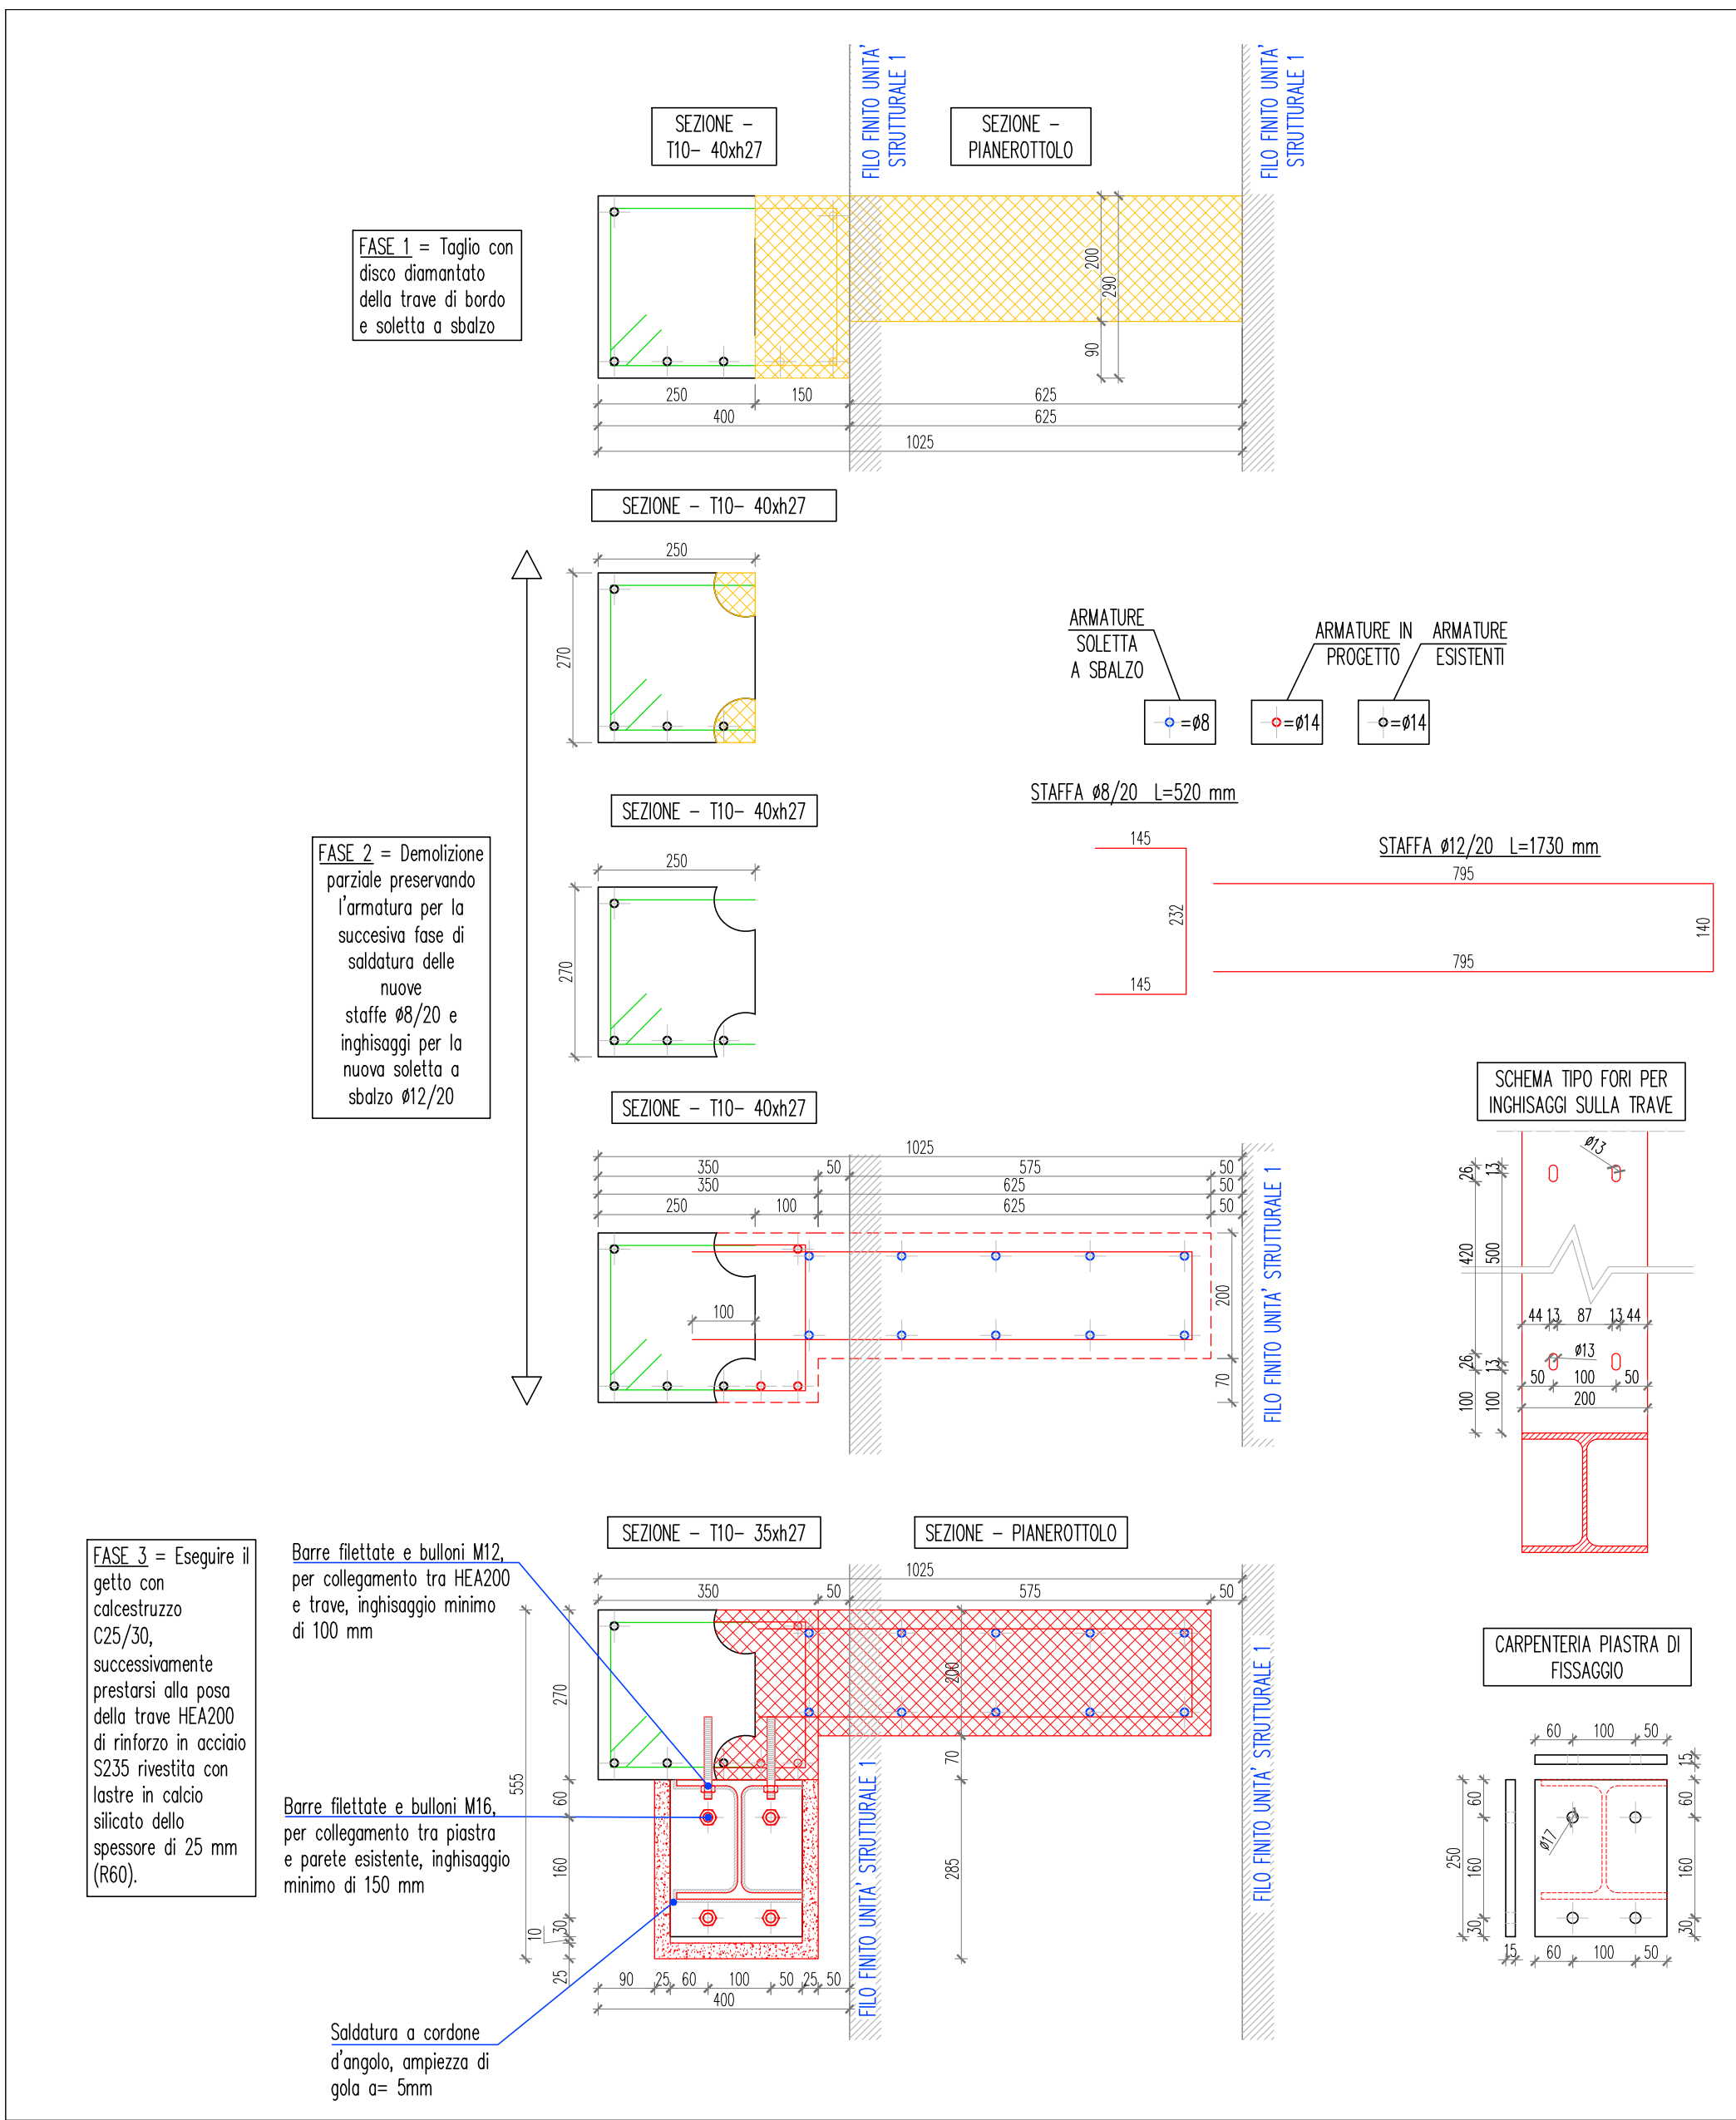 FILO FINITO UNITA'
STRUTTURALE 1
FILO FINITO UNITA'
STRUTTURALE 1
SEZIONE -
T10- 40xh27
SEZIONE -
PIANEROTTOLO
FASE 1 = Taglio con
disco diamantato
della trave di bordo
e soletta a sbalzo
200
290
90
250
150
625
400
625
1025
SEZIONE - T10- 40xh27
250
270
ARMATURE
SOLETTA
A SBALZO
ARMATURE IN
PROGETTO
ARMATURE
ESISTENTI
=ø8
=ø14
=ø14
SEZIONE - T10- 40xh27
250
270
FASE 2 = Demolizione
parziale preservando
l'armatura per la
succesiva fase di
saldatura delle
nuove
staffe ø8/20 e
inghisaggi per la
nuova soletta a
sbalzo ø12/20
STAFFA ø8/20 L=520 mm
145
232
145
STAFFA ø12/20 L=1730 mm
795
140
795
SEZIONE - T10- 40xh27
1025
350
50
575
50
350
625
50
250
100
625
50
100
200
70
FILO FINITO UNITA' STRUTTURALE 1
SCHEMA TIPO FORI PER
INGHISAGGI SULLA TRAVE
ø13
26
13
420
500
44
13
87
13
44
26
13
ø13
50
100
50
100
100
200
SEZIONE - T10- 35xh27
SEZIONE - PIANEROTTOLO
FASE 3 = Eseguire il
getto con
calcestruzzo
C25/30,
successivamente
prestarsi alla posa
della trave HEA200
di rinforzo in acciaio
S235 rivestita con
lastre in calcio
silicato dello
spessore di 25 mm
(R60).
Barre filettate e bulloni M12,
per collegamento tra HEA200
e trave, inghisaggio minimo
di 100 mm
Barre filettate e bulloni M16,
per collegamento tra piastra
e parete esistente, inghisaggio
minimo di 150 mm
Saldatura a cordone
d'angolo, ampiezza di
gola a= 5mm
1025
350
50
575
50
555
270
60
160
30
10
25
200
70
285
90
25
60
100
50
25
50
400
FILO FINITO UNITA' STRUTTURALE 1
FILO FINITO UNITA' STRUTTURALE 1
CARPENTERIA PIASTRA DI
FISSAGGIO
60
100
50
15
250
60
160
30
ø17
60
160
30
15
60
100
50